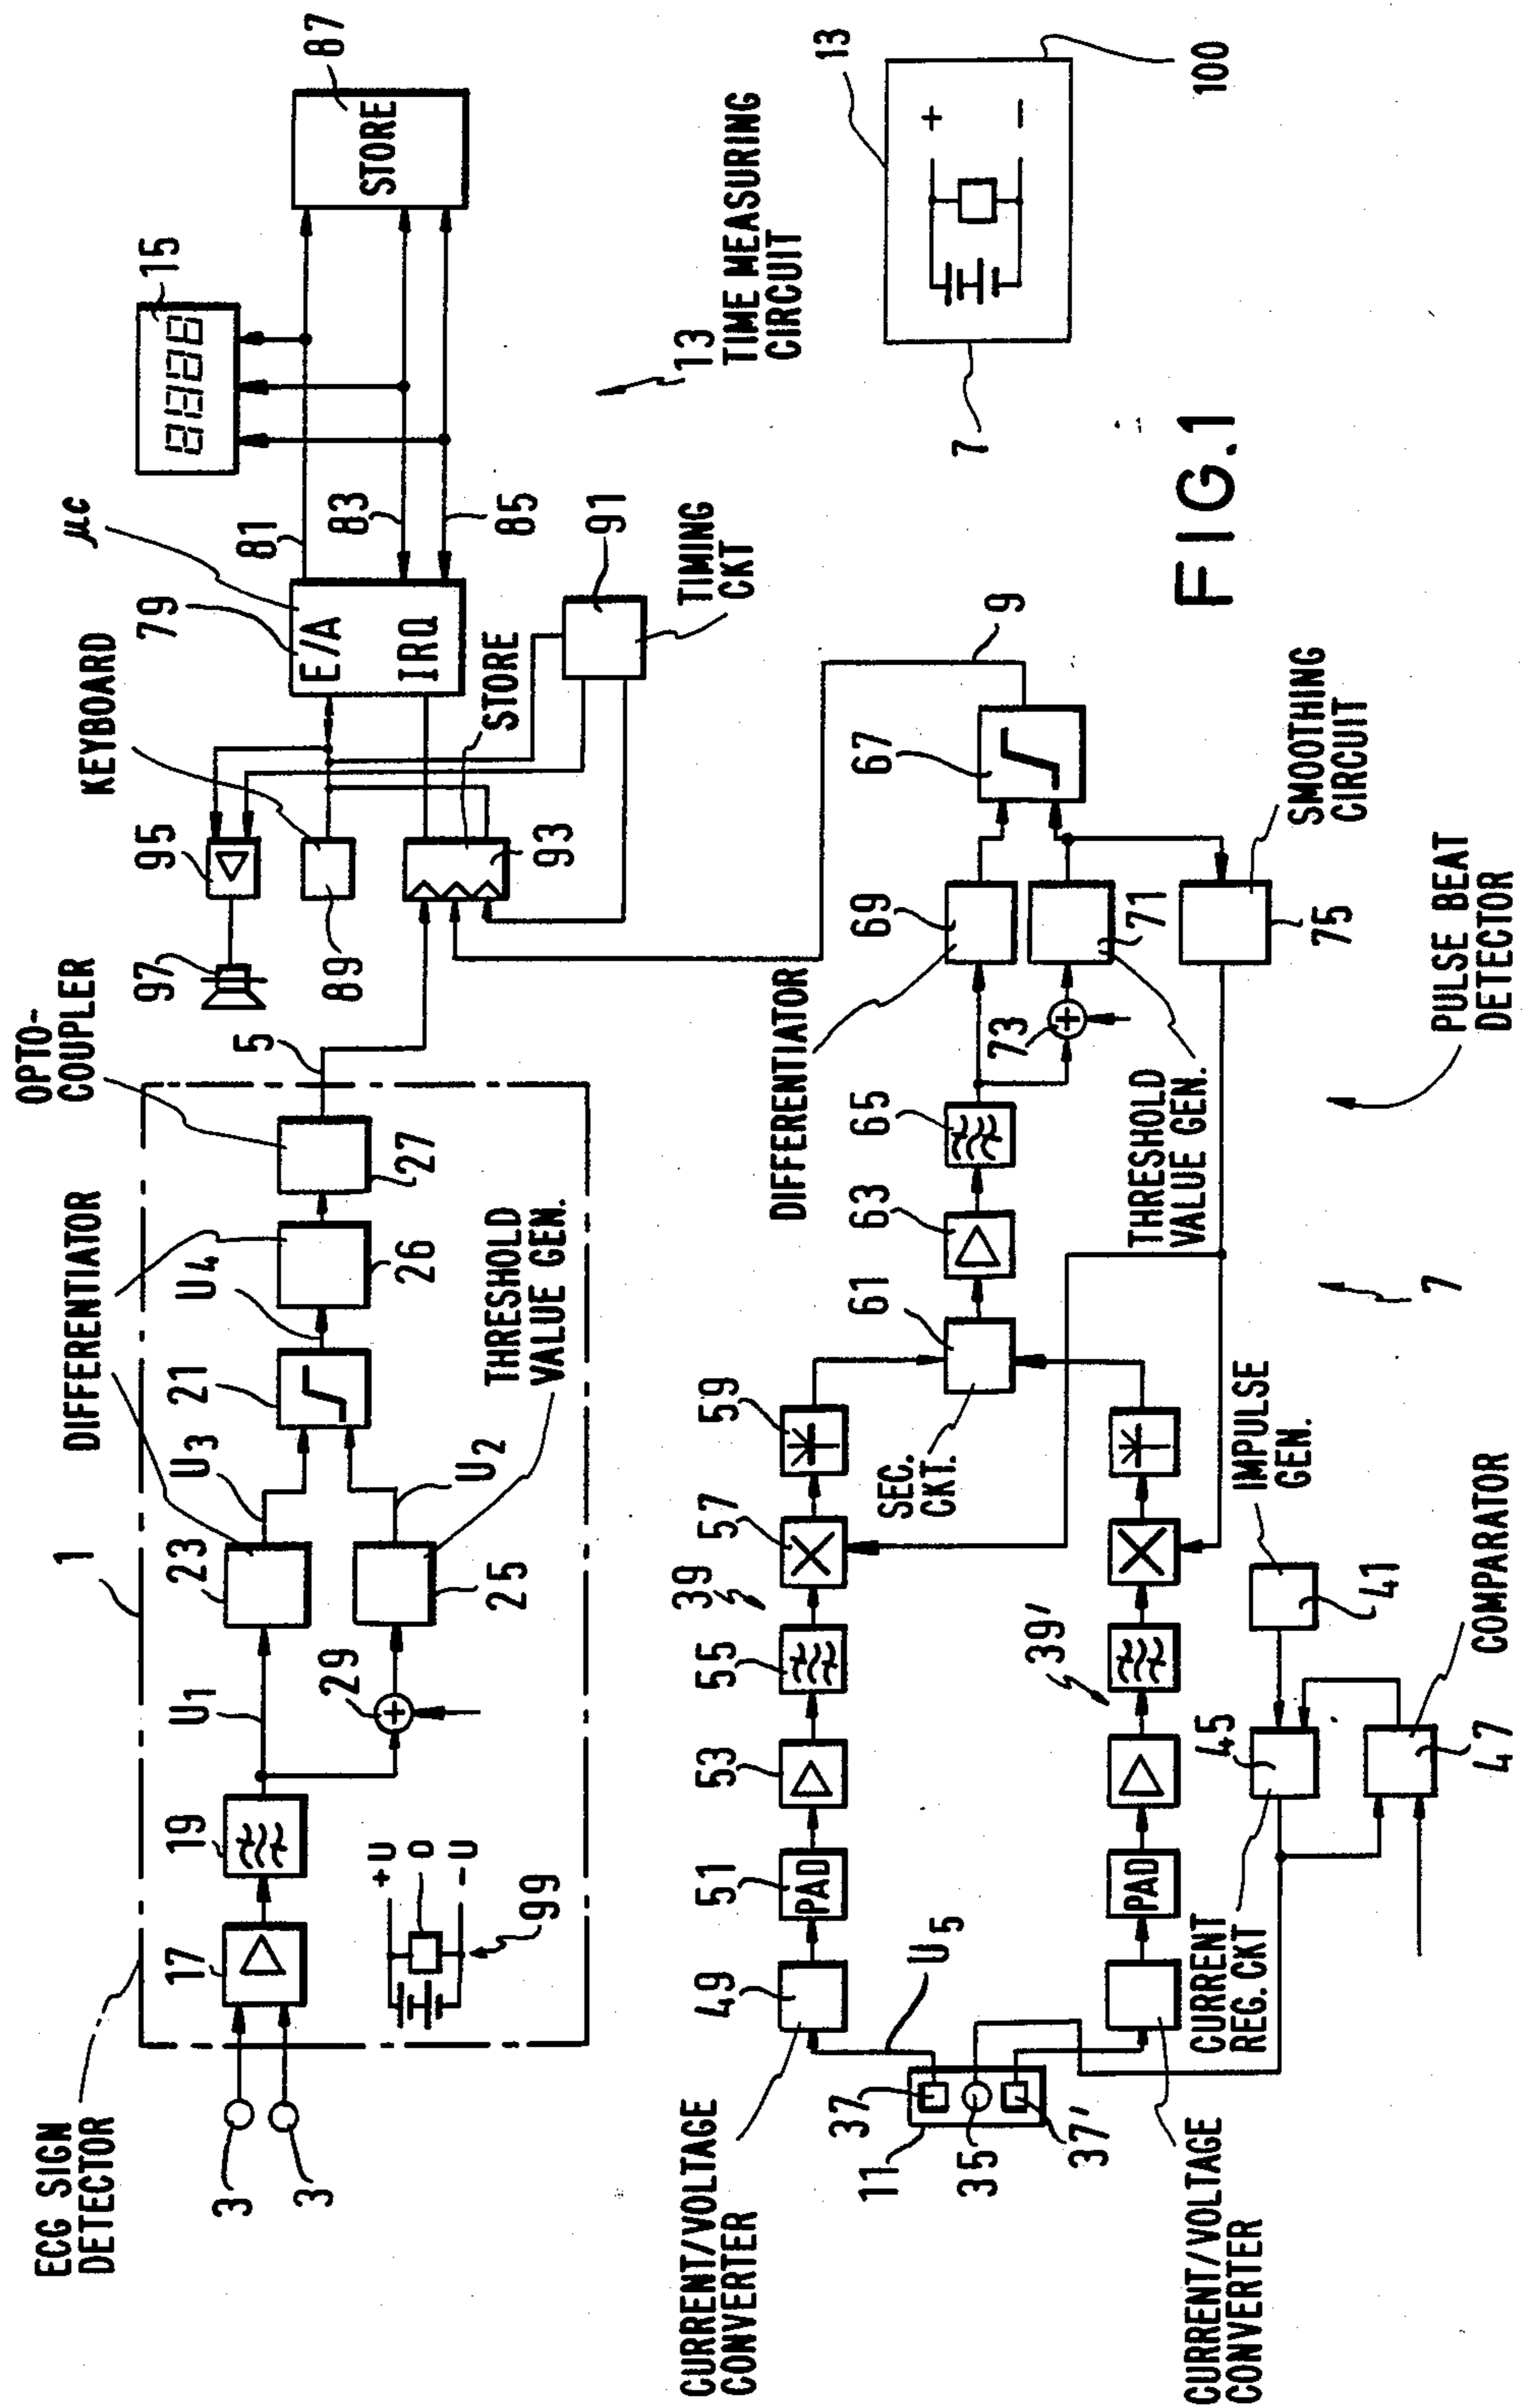 ECG SIGN
DETECTOR
1
3
3
17
19
U1
29
23
25
U3
U2
21
U4
26
27
5
DIFFERENTIATOR
OPTO-
COUPLER
THRESHOLD
VALUE GEN.
+U
0
-U
99
97
95
KEYBOARD
89
93
STORE
79
µc
E/A
IRQ
81
83
85
91
TIMING
CKT
15
8888
STORE
87
13
TIME MEASURING
CIRCUIT
CURRENT/VOLTAGE
CONVERTER
11
37
35
37'
U5
49
51
PAD
53
55
39
57
59
SEC.
CKT.
61
63
65
DIFFERENTIATOR
69
73
71
THRESHOLD
VALUE GEN.
67
9
75
SMOOTHING
CIRCUIT
CURRENT/VOLTAGE
CONVERTER
PAD
39'
CURRENT
REG. CKT
45
41
IMPULSE
GEN.
47
COMPARATOR
7
PULSE BEAT
DETECTOR
7
13
+
-
100
FIG.1